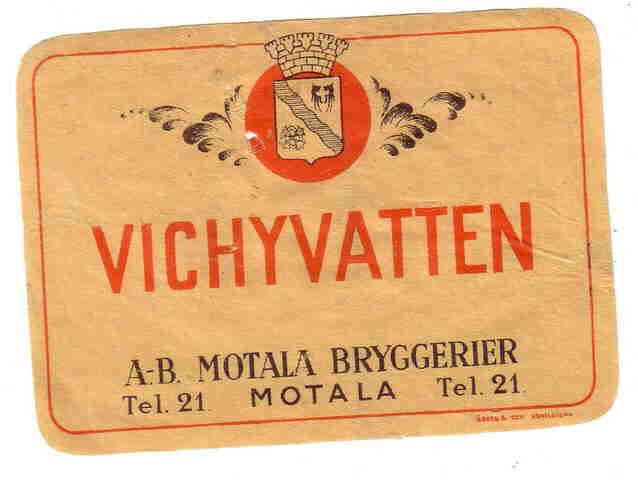 VICHYVATTEN
A.-B. MOTALA BRYGGERIER
Tel. 21. MOTALA Tel. 21.